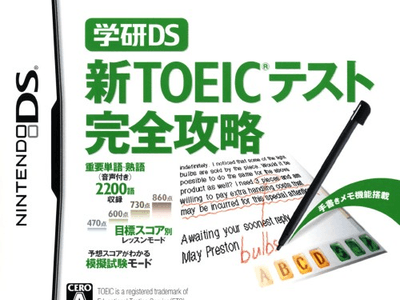 NINTENDO DS
学研DS
新TOEIC®テスト
完全攻略
重要単語・熟語
(音声付き)
2200語
収録
470点
600点
730点
860点
目標スコア別
レッスンモード
予想スコアがわかる
模擬試験モード
indefinitely. I noticed that some of the light
bulbs are sold by the piece. Would it be
possible to do the same for the above
product as well? I need 5 pieces and am
willing to pay extra handling costs that
may be incurred for this special
Awaiting your soonest reply,
May Preston
bulbs
手書きメモ機能搭載
A B C D
CERO
A
TOEIC is a registered trademark of